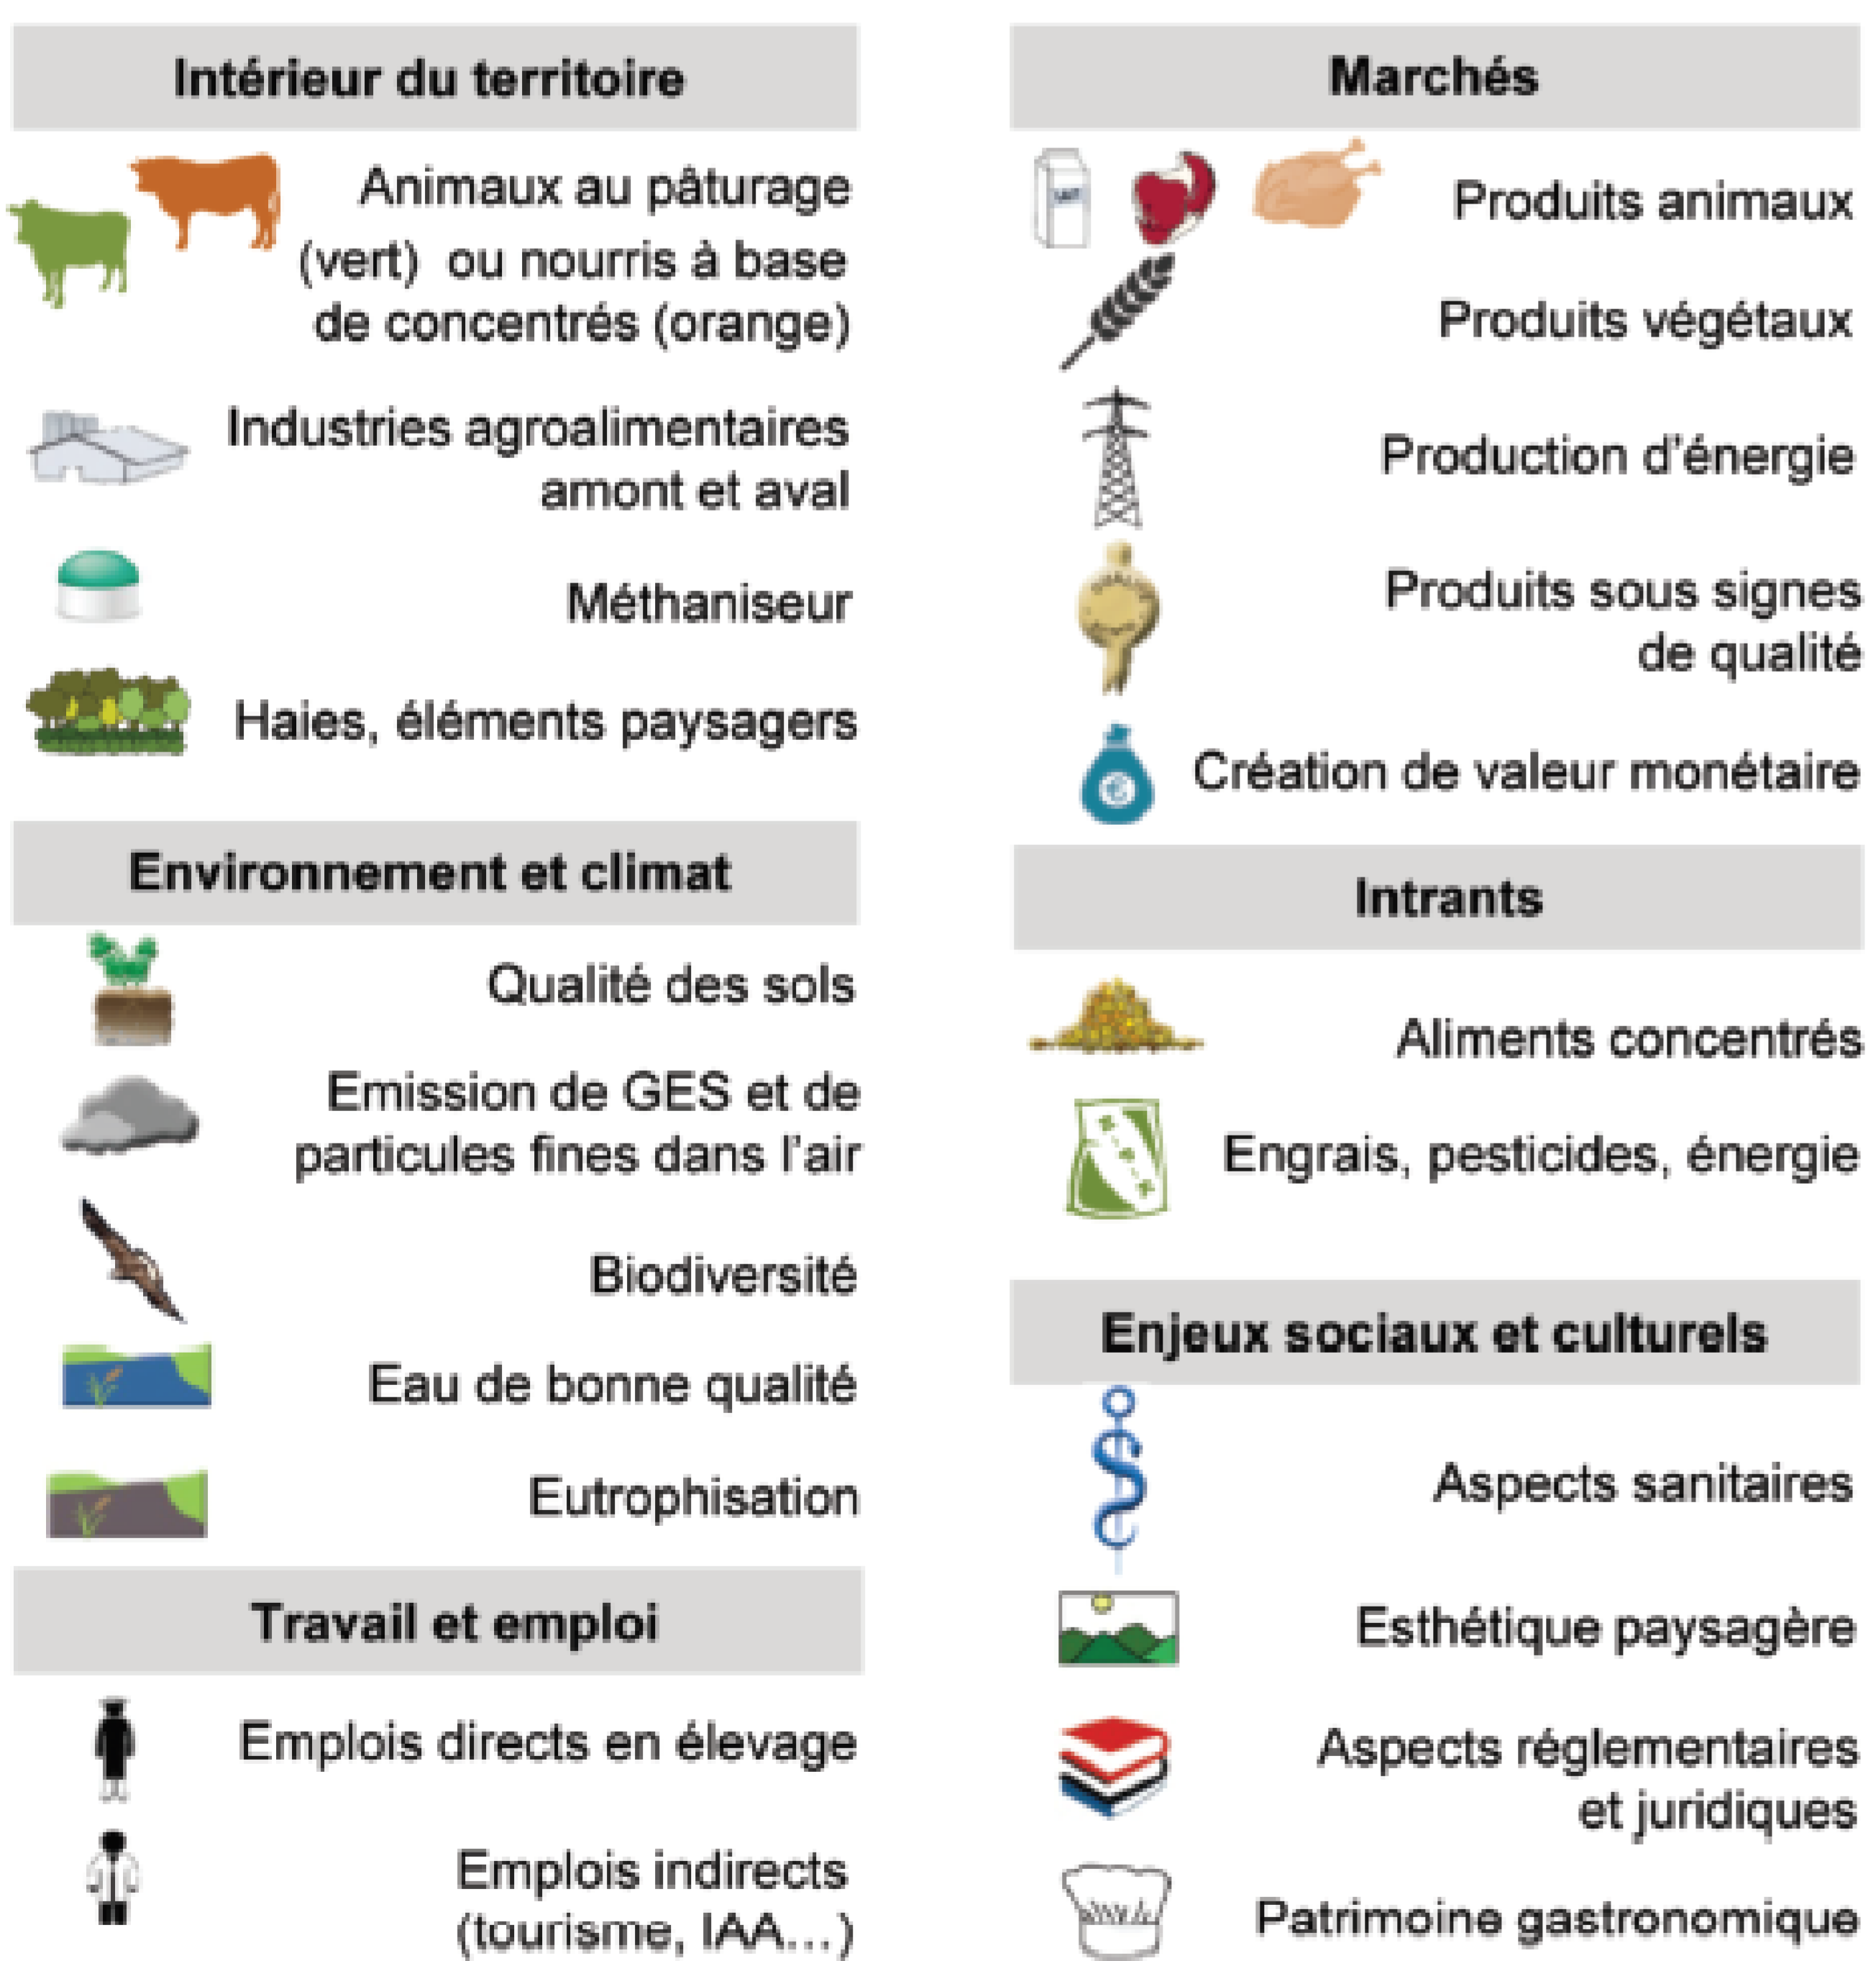 Intérieur du territoire
Animaux au pâturage
(vert) ou nourris à base
de concentrés (orange)
Industries agroalimentaires
amont et aval
Méthaniseur
Haies, éléments paysagers
Environnement et climat
Qualité des sols
Emission de GES et de
particules fines dans l'air
Biodiversité
Eau de bonne qualité
Eutrophisation
Travail et emploi
Emplois directs en élevage
Emplois indirects
(tourisme, IAA...)
Marchés
LAIT
Produits animaux
Produits végétaux
Production d'énergie
Produits sous signes
de qualité
€
Création de valeur monétaire
Intrants
Aliments concentrés
Engrais, pesticides, énergie
Enjeux sociaux et culturels
Aspects sanitaires
Esthétique paysagère
Aspects réglementaires
et juridiques
Patrimoine gastronomique